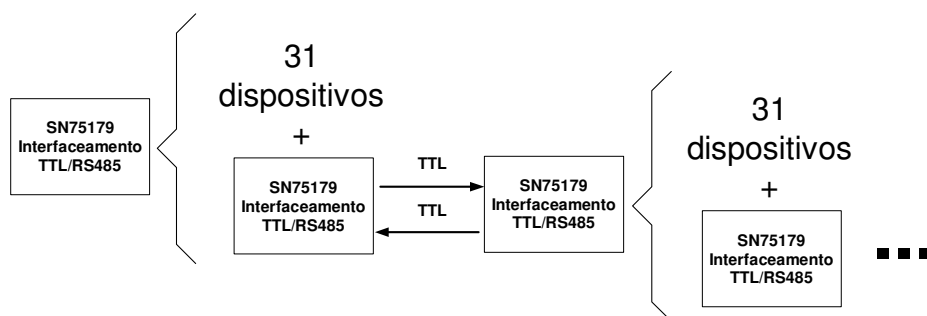 SN75179
Interfaceamento
TTL/RS485
31
dispositivos
+
SN75179
Interfaceamento
TTL/RS485
TTL
TTL
SN75179
Interfaceamento
TTL/RS485
31
dispositivos
+
SN75179
Interfaceamento
TTL/RS485